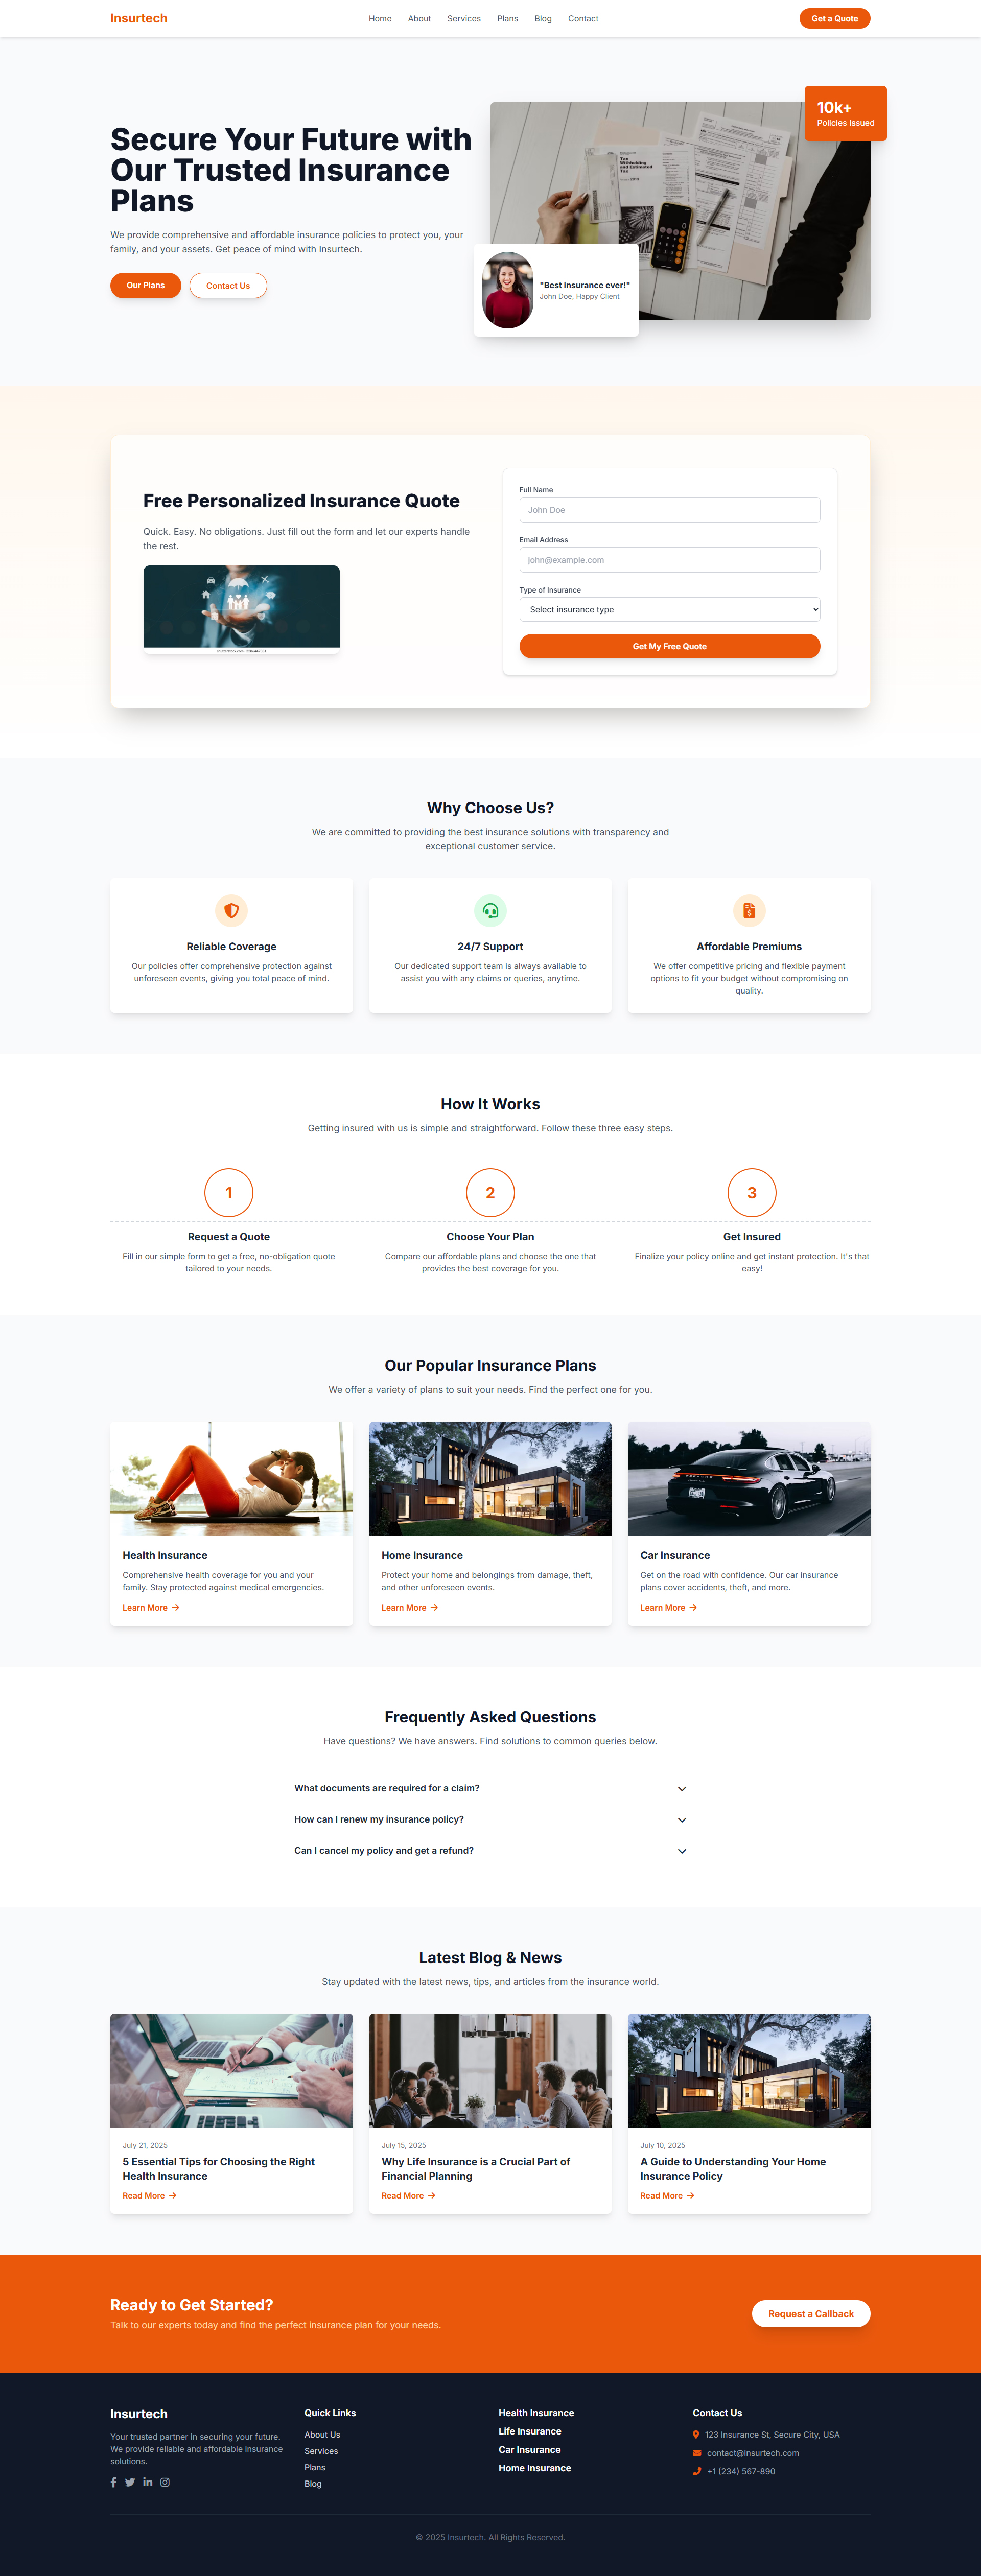 Insurtech
Home About Services Plans Blog Contact
Get a Quote
Secure Your Future with
Our Trusted Insurance
Plans
We provide comprehensive and affordable insurance policies to protect you, your
family, and your assets. Get peace of mind with Insurtech.
Our Plans
Contact Us
10k+
Policies Issued
Tax
Withholding
and Estimated
Tax
"Best insurance ever!"
John Doe, Happy Client
Free Personalized Insurance Quote
Quick. Easy. No obligations. Just fill out the form and let our experts handle
the rest.
Full Name
John Doe
Email Address
john@example.com
Type of Insurance
Select insurance type
Get My Free Quote
Why Choose Us?
We are committed to providing the best insurance solutions with transparency and
exceptional customer service.
Reliable Coverage
Our policies offer comprehensive protection against
unforeseen events, giving you total peace of mind.
24/7 Support
Our dedicated support team is always available to
assist you with any claims or queries, anytime.
Affordable Premiums
We offer competitive pricing and flexible payment
options to fit your budget without compromising on
quality.
How It Works
Getting insured with us is simple and straightforward. Follow these three easy steps.
1
Request a Quote
Fill in our simple form to get a free, no-obligation quote
tailored to your needs.
2
Choose Your Plan
Compare our affordable plans and choose the one that
provides the best coverage for you.
3
Get Insured
Finalize your policy online and get instant protection. It's that
easy!
Our Popular Insurance Plans
We offer a variety of plans to suit your needs. Find the perfect one for you.
Health Insurance
Comprehensive health coverage for you and your
family. Stay protected against medical emergencies.
Learn More →
Home Insurance
Protect your home and belongings from damage, theft,
and other unforeseen events.
Learn More →
Car Insurance
Get on the road with confidence. Our car insurance
plans cover accidents, theft, and more.
Learn More →
Frequently Asked Questions
Have questions? We have answers. Find solutions to common queries below.
What documents are required for a claim?
How can I renew my insurance policy?
Can I cancel my policy and get a refund?
Latest Blog & News
Stay updated with the latest news, tips, and articles from the insurance world.
July 21, 2025
5 Essential Tips for Choosing the Right
Health Insurance
Read More →
July 15, 2025
Why Life Insurance is a Crucial Part of
Financial Planning
Read More →
July 10, 2025
A Guide to Understanding Your Home
Insurance Policy
Read More →
Ready to Get Started?
Talk to our experts today and find the perfect insurance plan for your needs.
Request a Callback
Insurtech
Your trusted partner in securing your future.
We provide reliable and affordable insurance
solutions.
Quick Links
About Us
Services
Plans
Blog
Health Insurance
Life Insurance
Car Insurance
Home Insurance
Contact Us
123 Insurance St, Secure City, USA
contact@insurtech.com
+1 (234) 567-890
© 2025 Insurtech. All Rights Reserved.